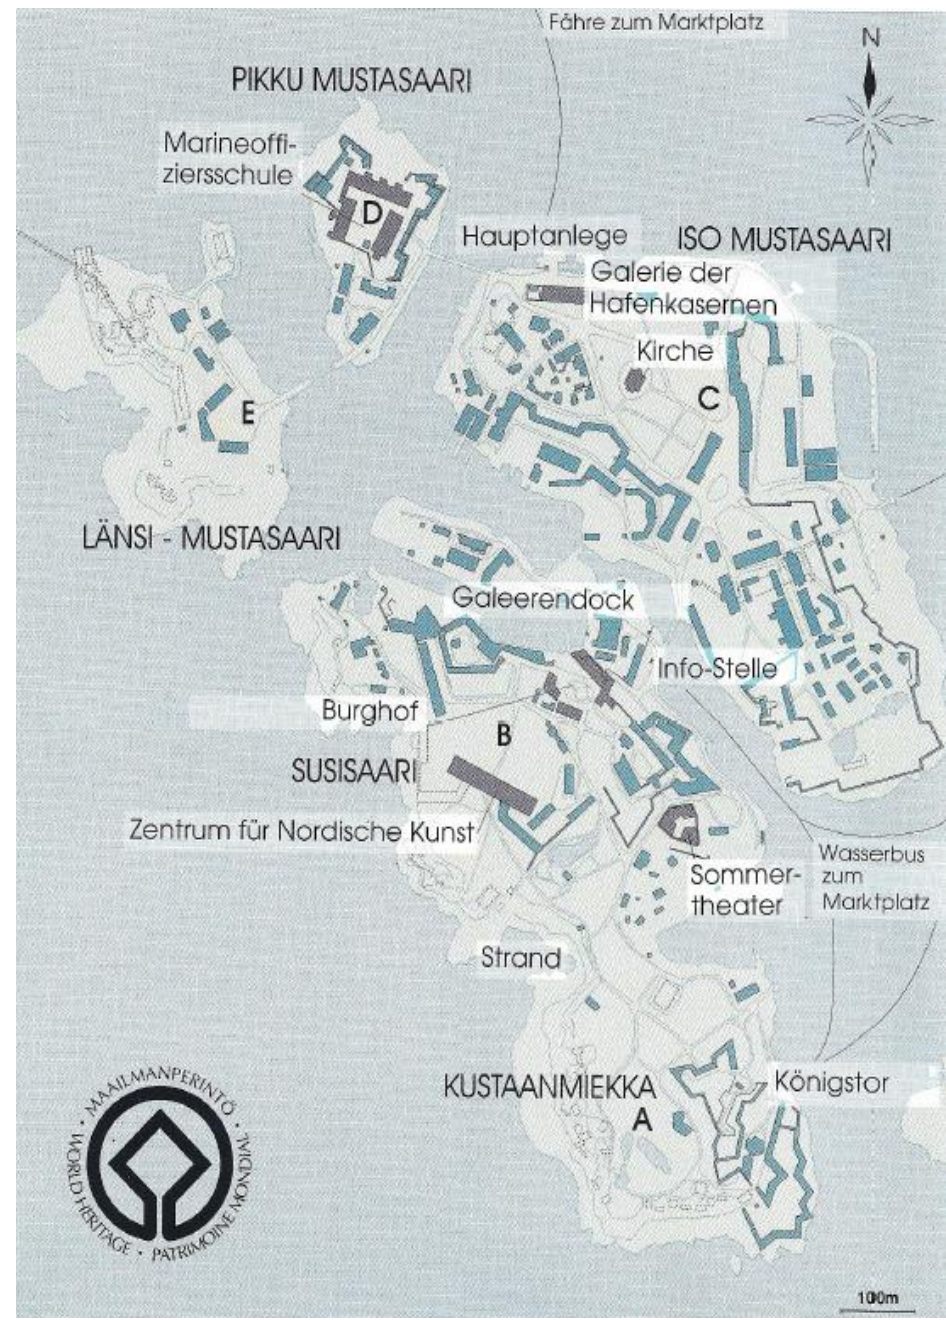 Fähre zum Marktplatz
N
PIKKU MUSTASAARI
Marineoffi-
ziersschule
D
Hauptanlege
ISO MUSTASAARI
Galerie der
Hafenkasernen
Kirche
C
E
LÄNSI - MUSTASAARI
Galeerendock
Info-Stelle
Burghof
B
SUSISAARI
Zentrum für Nordische Kunst
Wasserbus
zum
Marktplatz
Sommer-
theater
Strand
KUSTAANMIEKKA
A
Königstor
MAAILMANPERINTÖ · WORLD HERITAGE · PATRIMOINE MONDIAL ·
100m